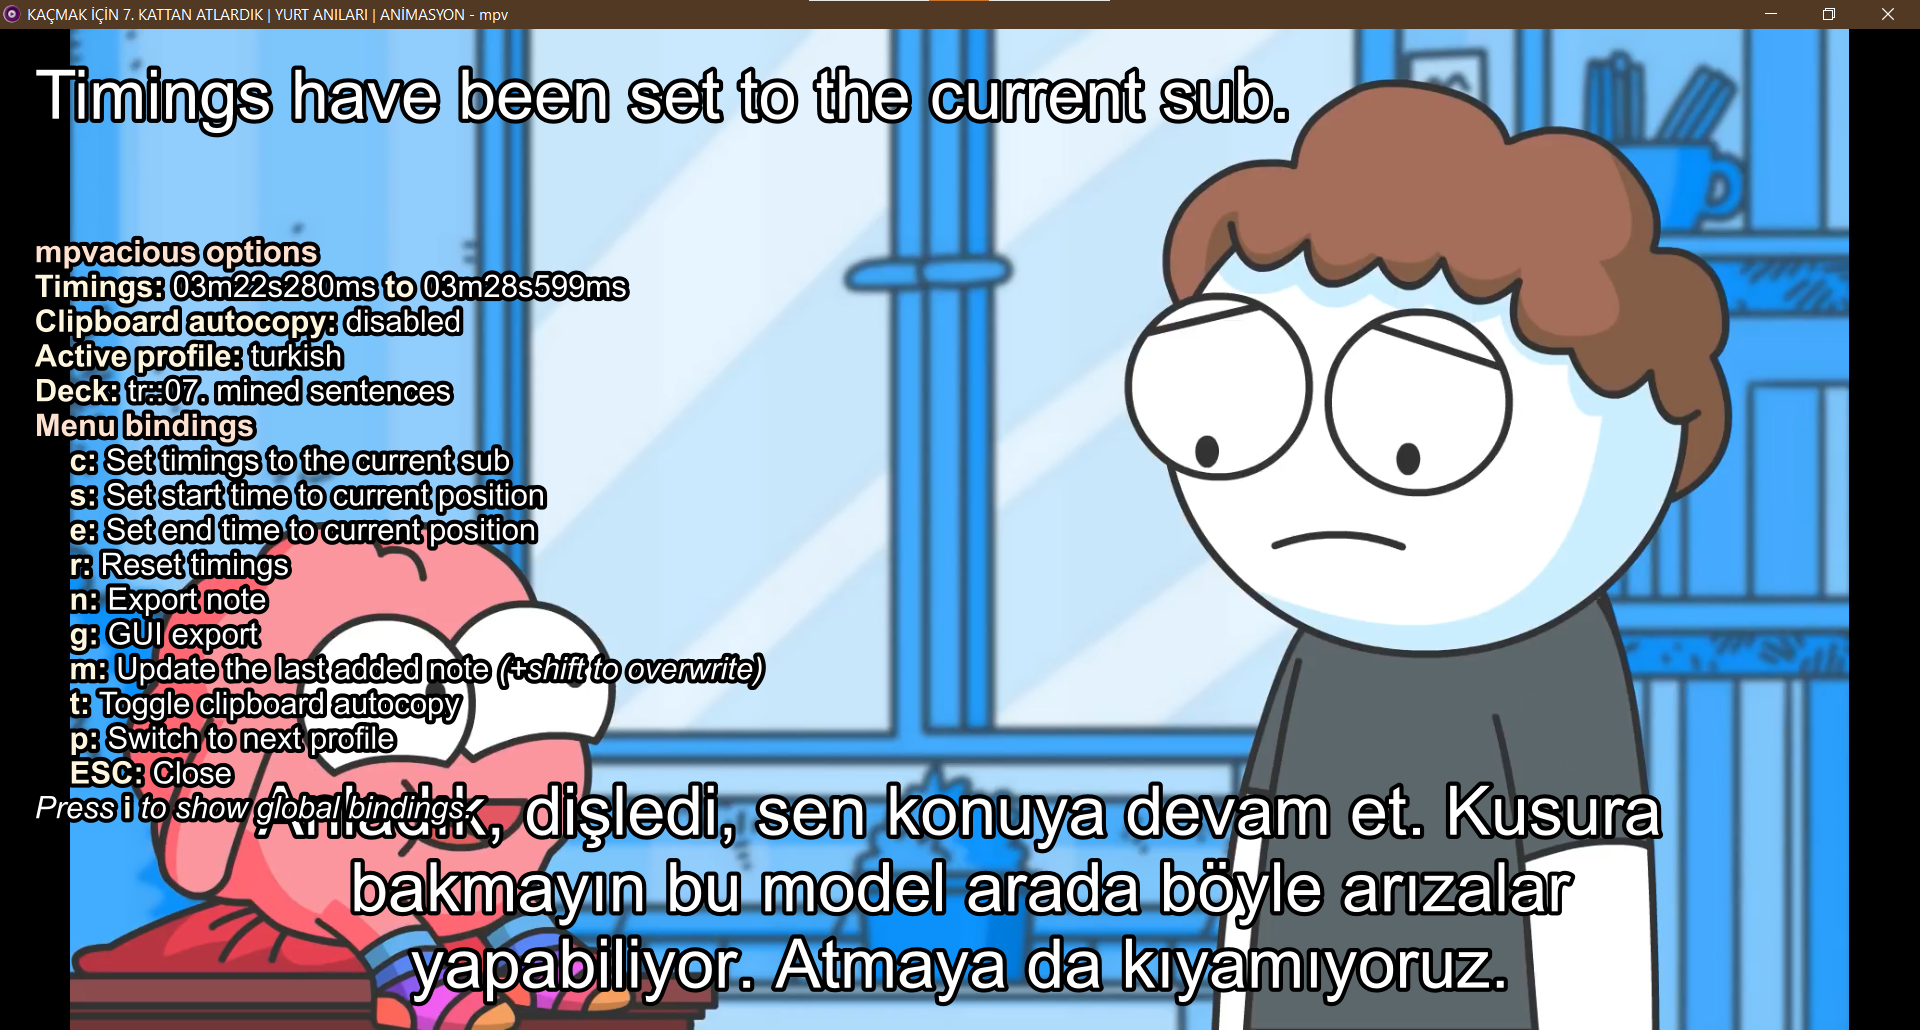 KAÇMAK İÇİN 7. KATTAN ATLARDIK | YURT ANILARI | ANİMASYON - mpv
Timings have been set to the current sub.
mpvacious options
Timings: 03m22s280ms to 03m28s599ms
Clipboard autocopy: disabled
Active profile: turkish
Deck: tr::07. mined sentences
Menu bindings
c: Set timings to the current sub
s: Set start time to current position
e: Set end time to current position
r: Reset timings
n: Export note
g: GUI export
m: Update the last added note (+shift to overwrite)
t: Toggle clipboard autocopy
p: Switch to next profile
ESC: Close
Press i to show global bindings.
Anladık, dişledi, sen konuya devam et. Kusura
bakmayın bu model arada böyle arızalar
yapabiliyor. Atmaya da kıyamıyoruz.